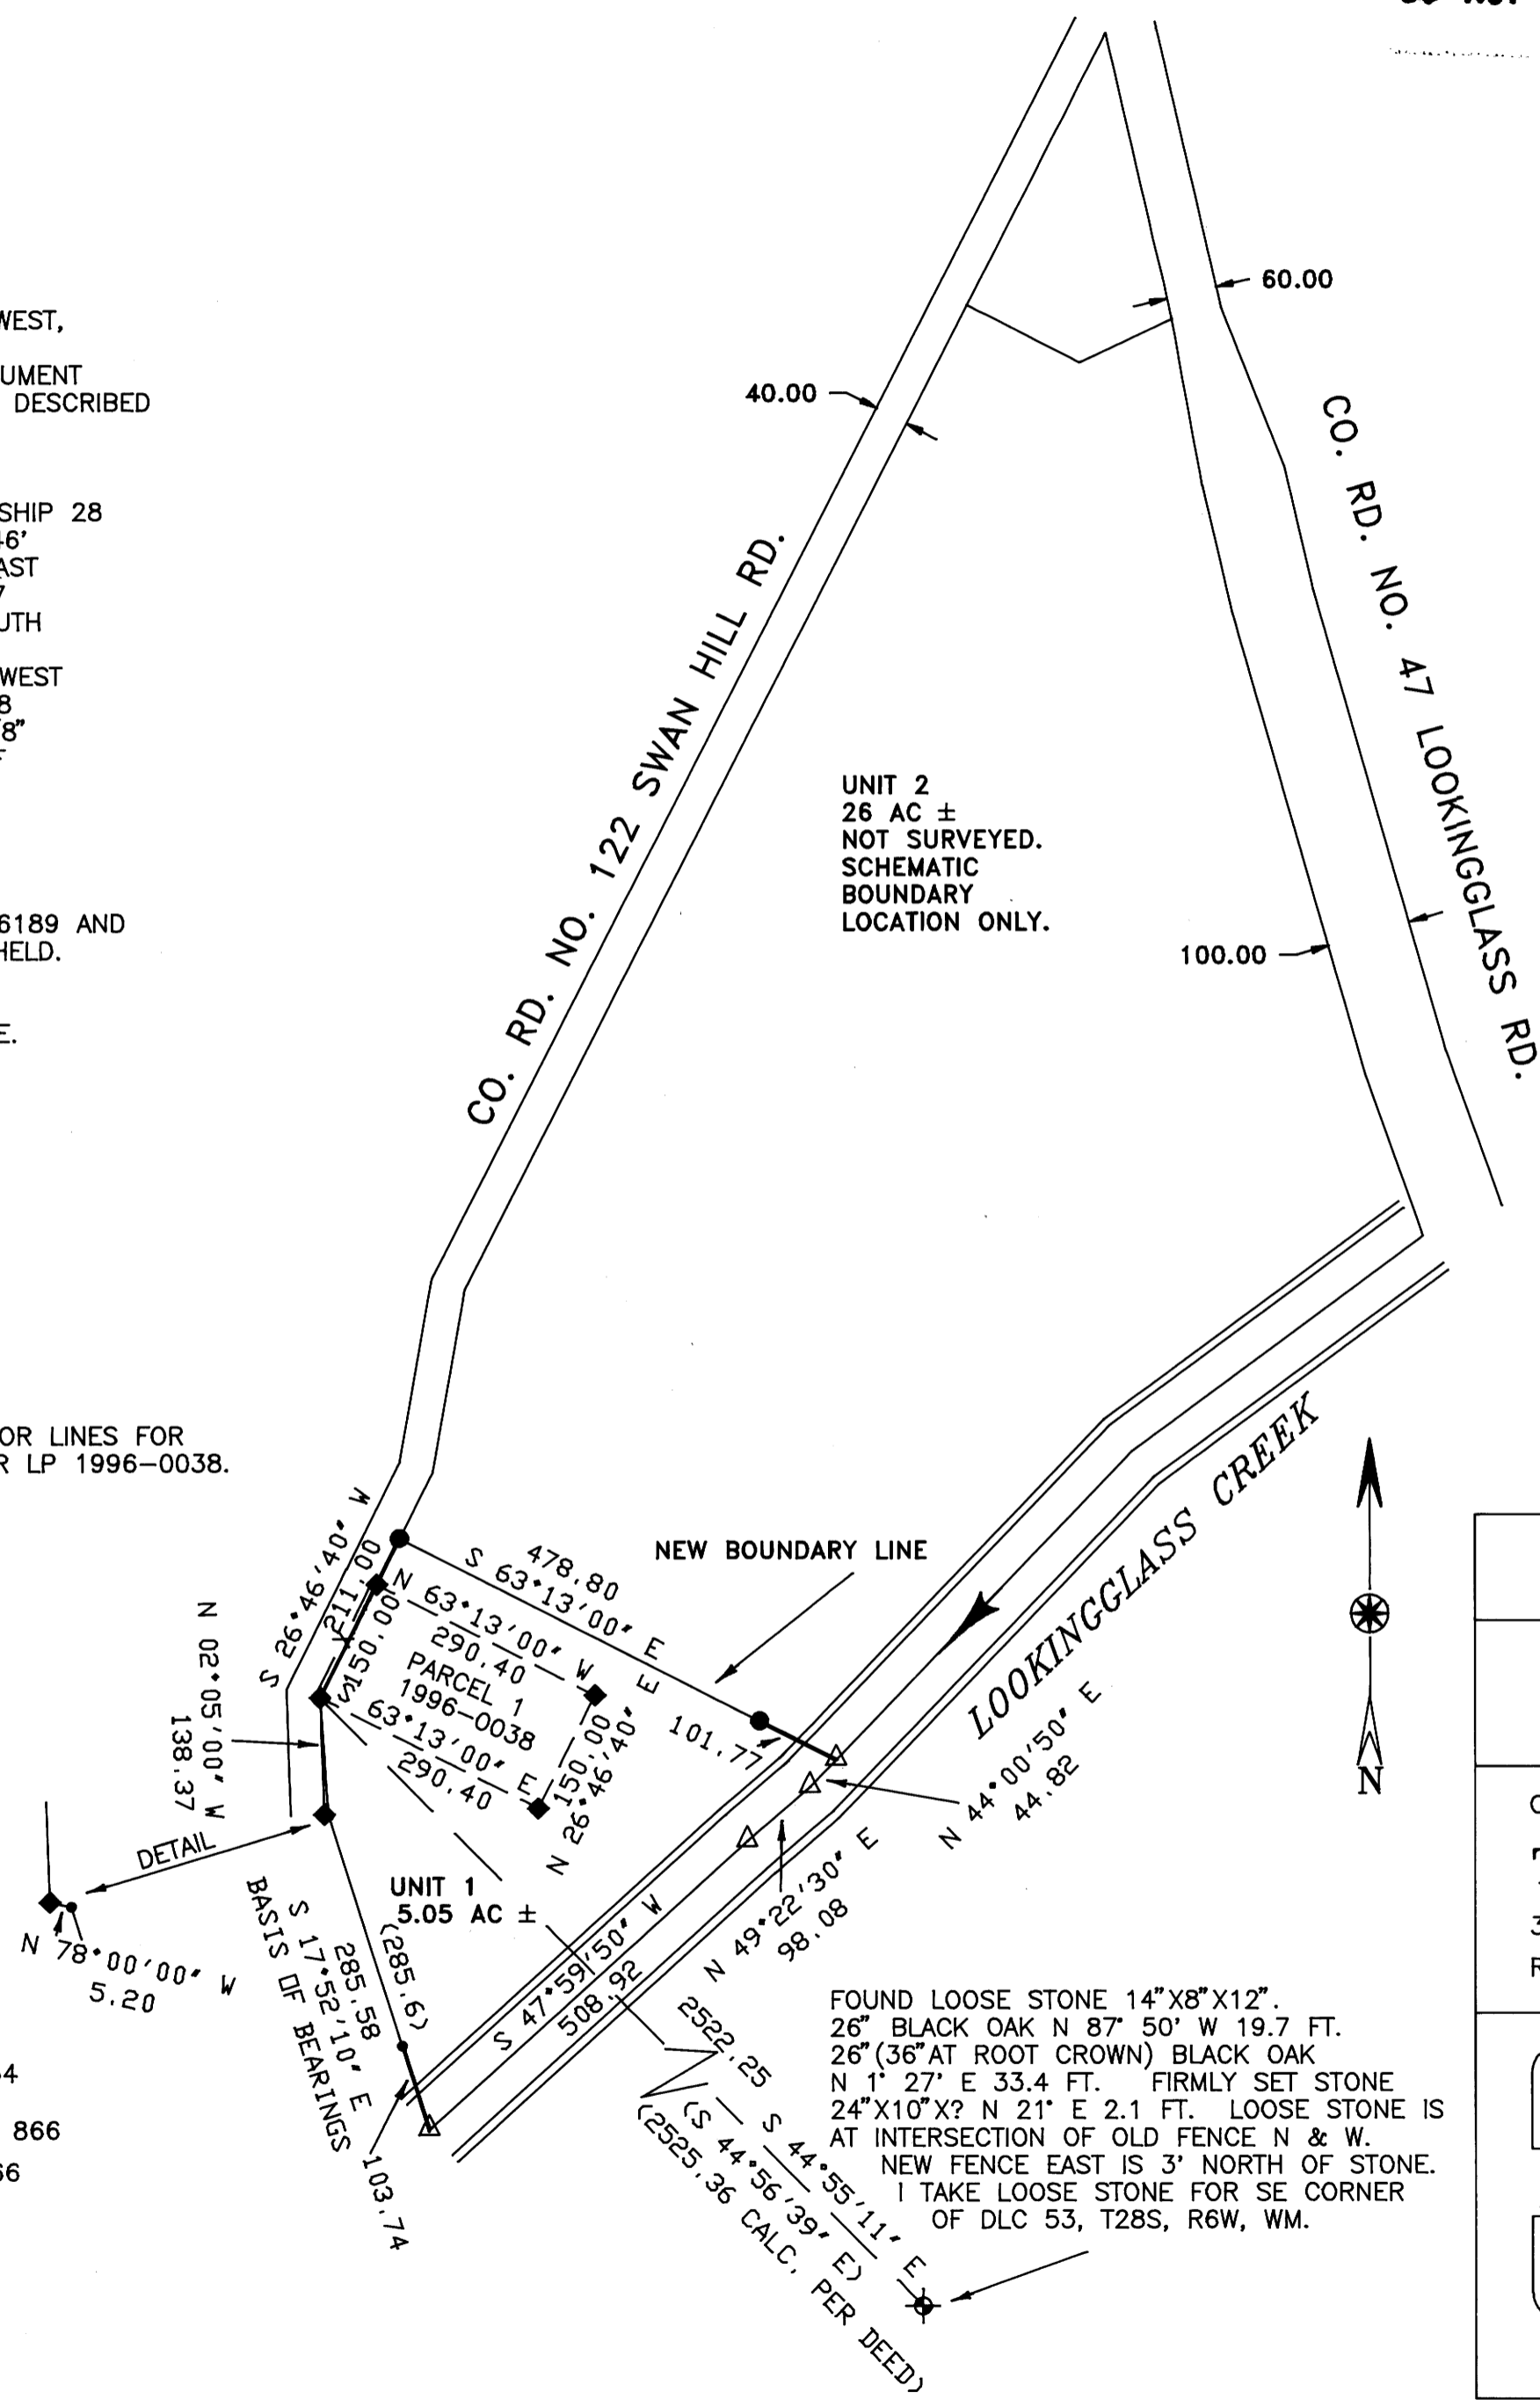 WEST,
UMENT
DESCRIBED
SHIP 28
46'
AST
7
UTH
WEST
8
/8"
6189 AND
HELD.
E.
OR LINES FOR
R LP 1996-0038.
60.00
40.00
CO. RD. NO. 122 SWAN HILL RD.
CO. RD. NO. 47 LOOKINGGLASS RD.
UNIT 2
26 AC ±
NOT SURVEYED.
SCHEMATIC
BOUNDARY
LOCATION ONLY.
100.00
S 26°46'40" W
211.00
150.00
478.80
S 63°13'00" E
NEW BOUNDARY LINE
N 63°13'00" W
290.40
PARCEL 1
1996-0038
S 63°13'00" E
290.40
150.00
N 26°46'40" E
101.77
N 02°05'00" W
138.37
DETAIL
N 78°00'00" W
5.20
LOOKINGGLASS CREEK
N 44°00'50" E
44.82
N 49°22'30" E
98.08
N
UNIT 1
5.05 AC ±
S 47°59'50" W
508.92
(285.6)
285.58
S 17°52'10" E
BASIS OF BEARINGS
103.74
2522.25 S 44°55'11" E
(S 44°56'39" E)
(2525.36 CALC. PER DEED)
FOUND LOOSE STONE 14"X8"X12".
26" BLACK OAK N 87° 50' W 19.7 FT.
26"(36"AT ROOT CROWN) BLACK OAK
N 1° 27' E 33.4 FT. FIRMLY SET STONE
24"X10"X? N 21° E 2.1 FT. LOOSE STONE IS
AT INTERSECTION OF OLD FENCE N & W.
NEW FENCE EAST IS 3' NORTH OF STONE.
I TAKE LOOSE STONE FOR SE CORNER
OF DLC 53, T28S, R6W, WM.
4
866
66